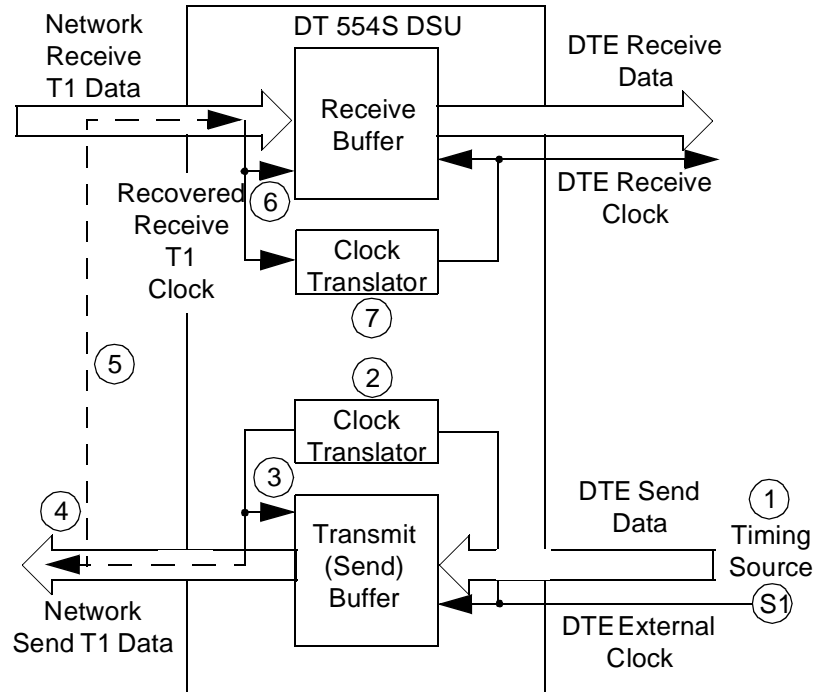 Network
Receive
T1 Data
DT 554S DSU
DTE Receive
Data
Receive
Buffer
DTE Receive
Clock
Recovered
Receive
T1
Clock
6
Clock
Translator
7
5
2
Clock
Translator
3
4
Transmit
(Send)
Buffer
DTE Send
Data
1
Timing
Source
S1
DTE External
Clock
Network
Send T1 Data